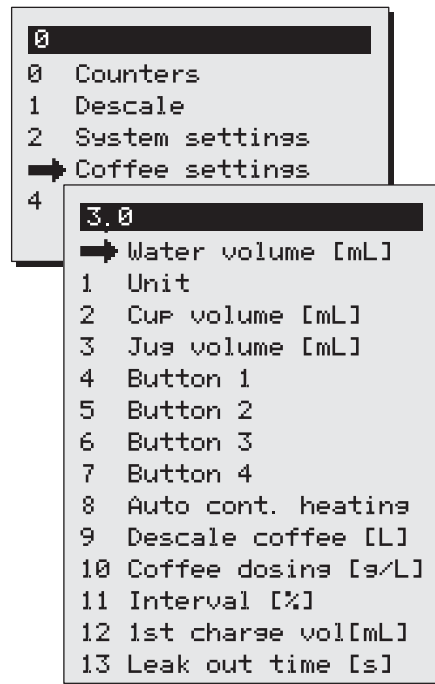 0
0 Counters
1 Descale
2 System settings
Coffee settings
4
3.0
Water volume [mL]
1 Unit
2 Cup volume [mL]
3 Jug volume [mL]
4 Button 1
5 Button 2
6 Button 3
7 Button 4
8 Auto cont. heating
9 Descale coffee [L]
10 Coffee dosing [g/L]
11 Interval [%]
12 1st charge vol[mL]
13 Leak out time [s]